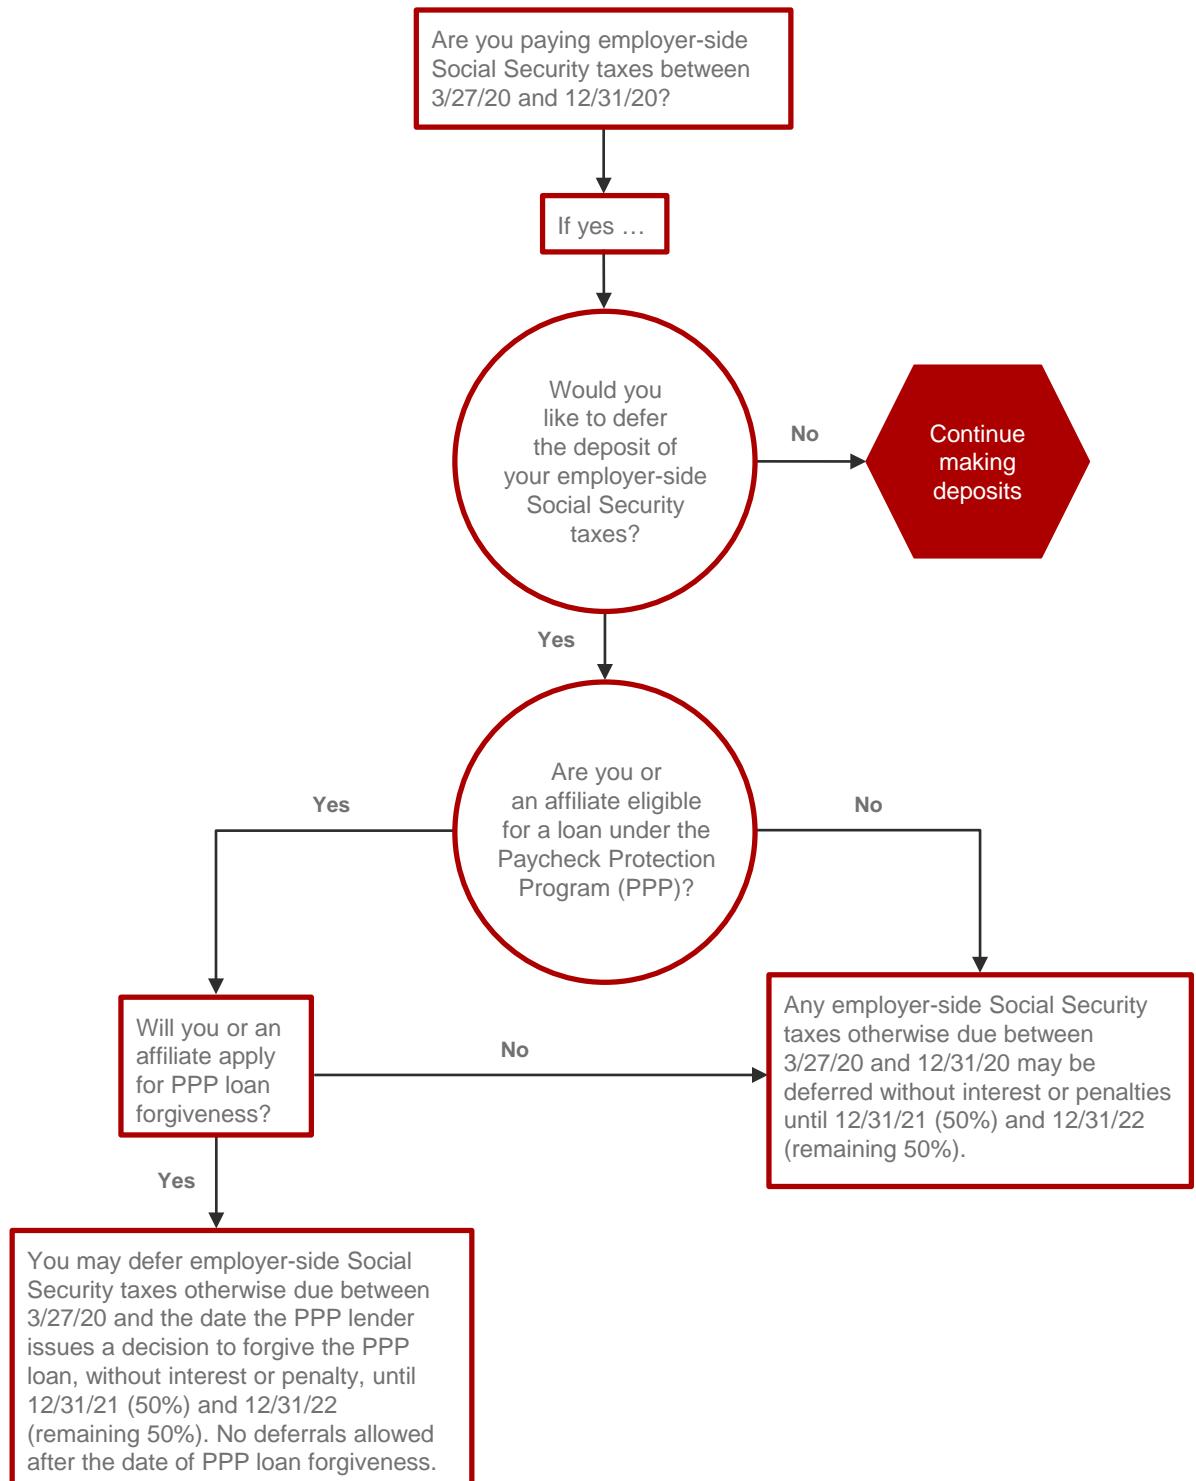 Are you paying employer-side
Social Security taxes between
3/27/20 and 12/31/20?
If yes …
Would you
like to defer
the deposit of
your employer-side
Social Security
taxes?
No
Continue
making
deposits
Yes
Are you or
an affiliate eligible
for a loan under the
Paycheck Protection
Program (PPP)?
Yes
No
Will you or an
affiliate apply
for PPP loan
forgiveness?
No
Any employer-side Social Security
taxes otherwise due between
3/27/20 and 12/31/20 may be
deferred without interest or penalties
until 12/31/21 (50%) and 12/31/22
(remaining 50%).
Yes
You may defer employer-side Social
Security taxes otherwise due between
3/27/20 and the date the PPP lender
issues a decision to forgive the PPP
loan, without interest or penalty, until
12/31/21 (50%) and 12/31/22
(remaining 50%). No deferrals allowed
after the date of PPP loan forgiveness.